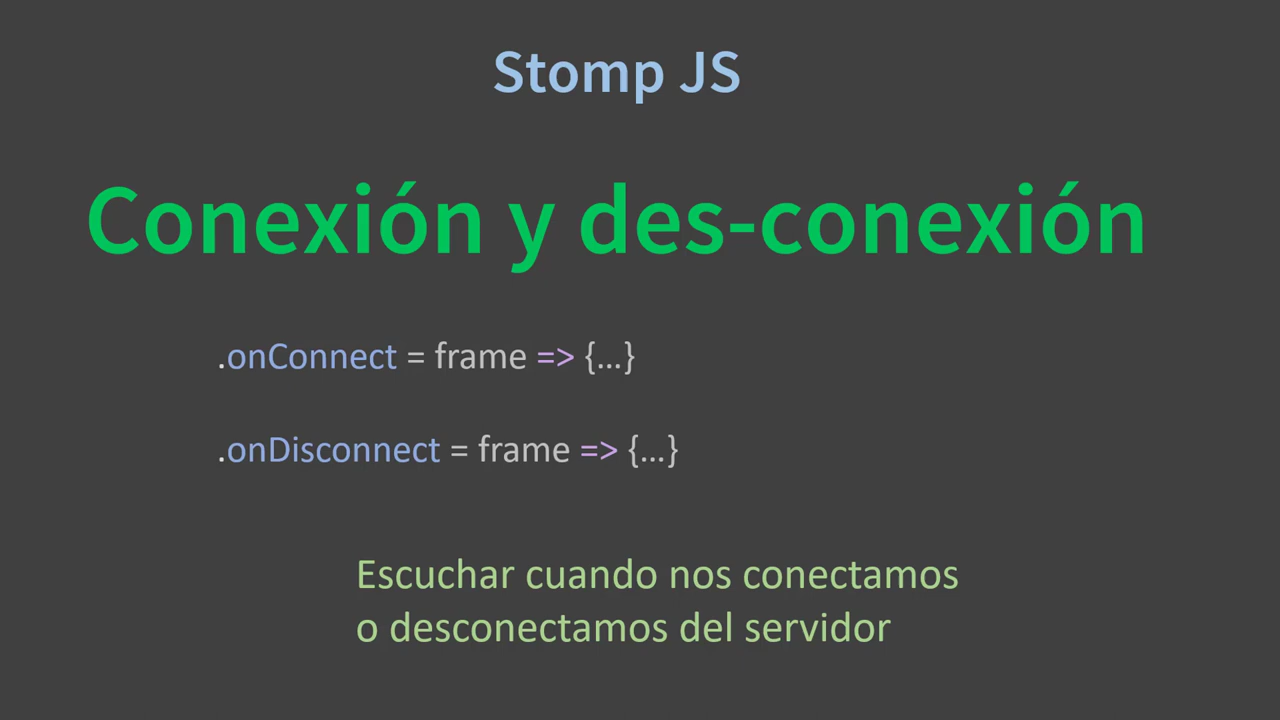 Stomp JS
Conexión y des-conexión
.onConnect = frame => {...}
.onDisconnect = frame => {...}
Escuchar cuando nos conectamos
o desconectamos del servidor